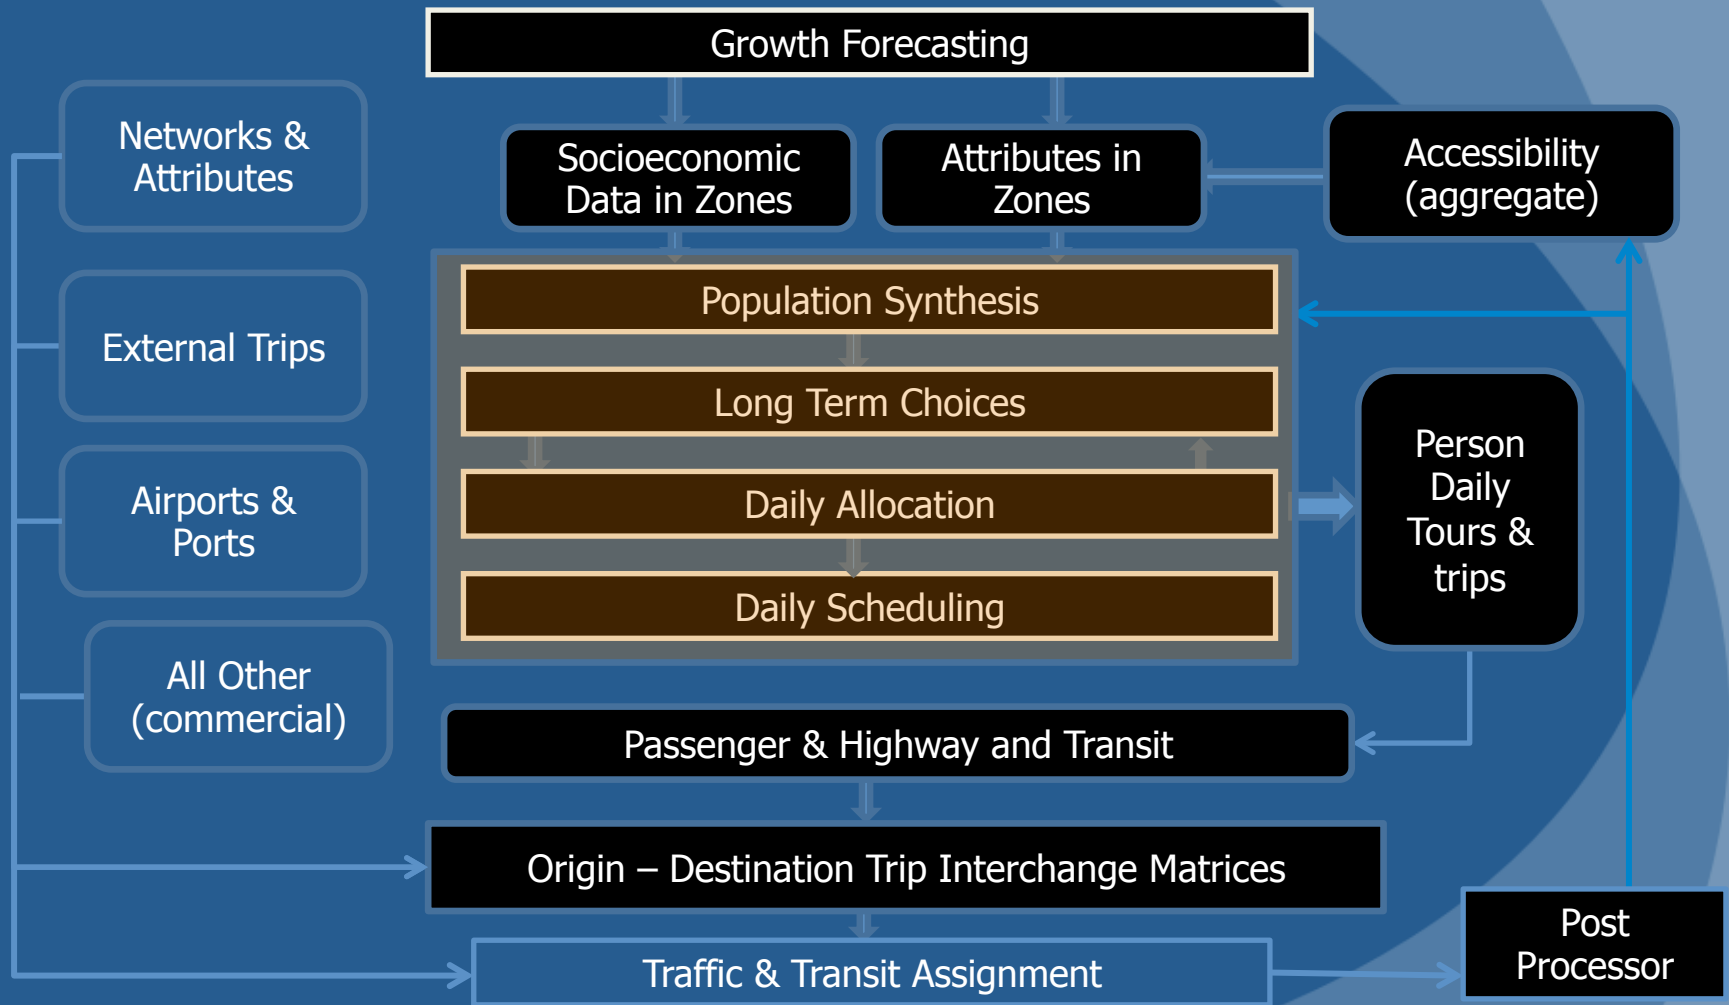 Growth Forecasting
Networks &
Attributes
Socioeconomic
Data in Zones
Attributes in
Zones
Accessibility
(aggregate)
Population Synthesis
External Trips
Long Term Choices
Airports &
Ports
Daily Allocation
Person
Daily
Tours &
trips
Daily Scheduling
All Other
(commercial)
Passenger & Highway and Transit
Origin – Destination Trip Interchange Matrices
Traffic & Transit Assignment
Post
Processor